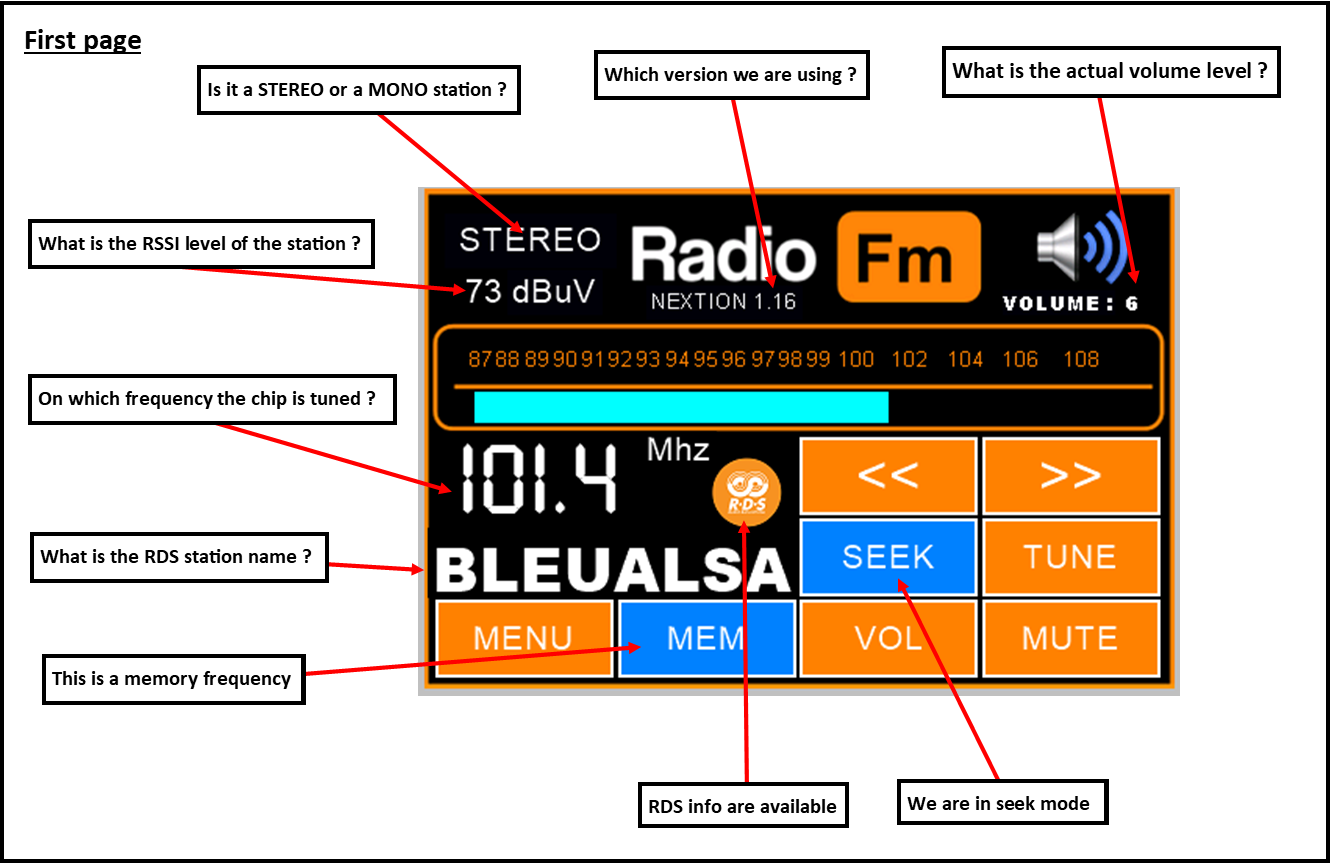 First page
Is it a STEREO or a MONO station ?
Which version we are using ?
What is the actual volume level ?
What is the RSSI level of the station ?
On which frequency the chip is tuned ?
What is the RDS station name ?
This is a memory frequency
RDS info are available
We are in seek mode
STEREO
73 dBuV
Radio
Fm
NEXTION 1.16
VOLUME : 6
87 88 89 90 91 92 93 94 95 96 97 98 99 100 102 104 106 108
101.4 Mhz
R·D·S
BLEUALSA
<< >>
SEEK TUNE
MENU MEM VOL MUTE